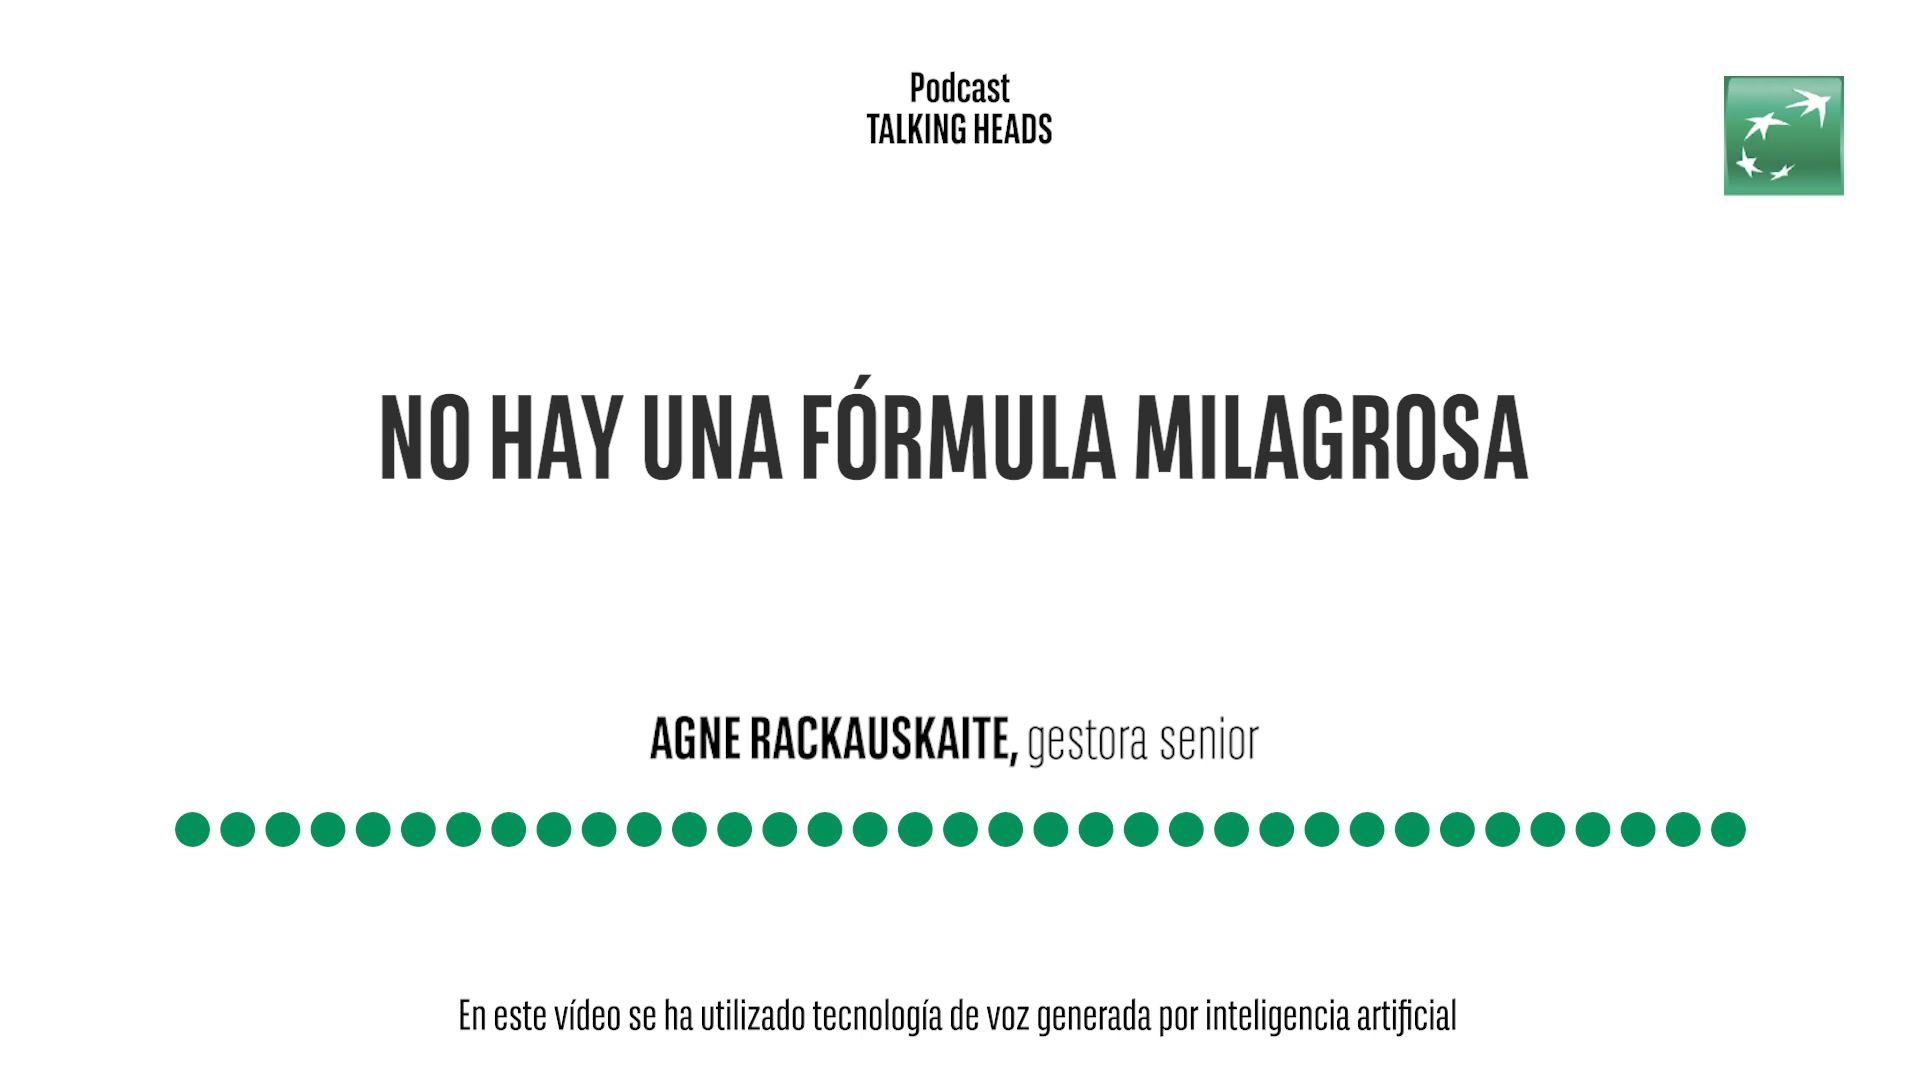 Podcast
TALKING HEADS
NO HAY UNA FÓRMULA MILAGROSA
AGNE RACKAUSKAITE, gestora senior
En este vídeo se ha utilizado tecnología de voz generada por inteligencia artificial